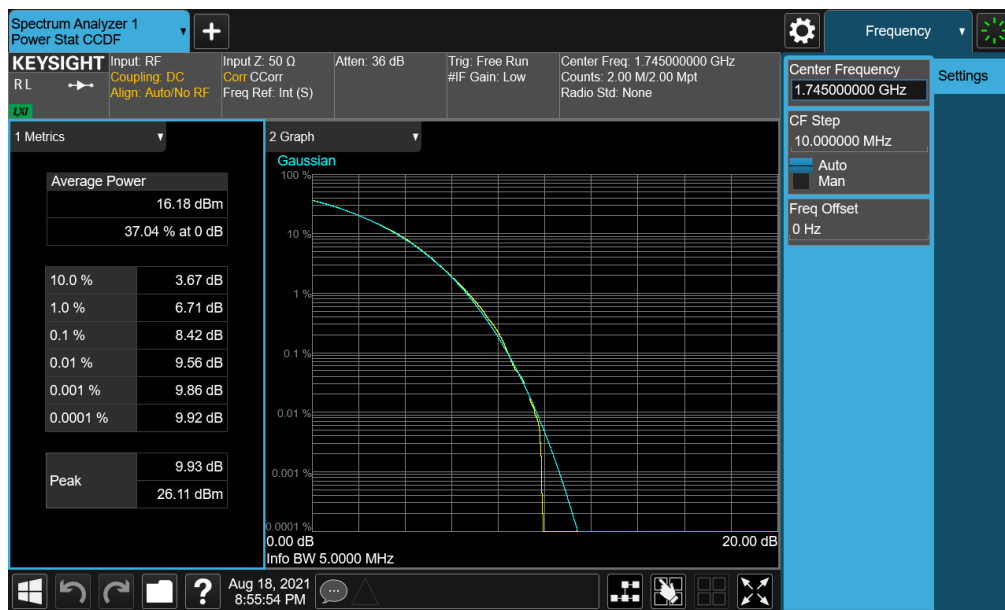 Spectrum Analyzer 1
Power Stat CCDF
+
Frequency
KEYSIGHT
Input: RF
Input Z: 50 Ω
Atten: 36 dB
Trig: Free Run
Center Freq: 1.745000000 GHz
RL
Coupling: DC
Corr CCorr
#IF Gain: Low
Counts: 2.00 M/2.00 Mpt
Align: Auto/No RF
Freq Ref: Int (S)
Radio Std: None
LXI
Center Frequency
1.745000000 GHz
Settings
CF Step
10.000000 MHz
Auto
Man
Freq Offset
0 Hz
1 Metrics
Average Power
16.18 dBm
37.04 % at 0 dB
10.0 % 3.67 dB
1.0 % 6.71 dB
0.1 % 8.42 dB
0.01 % 9.56 dB
0.001 % 9.86 dB
0.0001 % 9.92 dB
Peak
9.93 dB
26.11 dBm
2 Graph
Gaussian
100 %
10 %
1 %
0.1 %
0.01 %
0.001 %
0.0001 %
0.00 dB
20.00 dB
Info BW 5.0000 MHz
?
Aug 18, 2021
8:55:54 PM